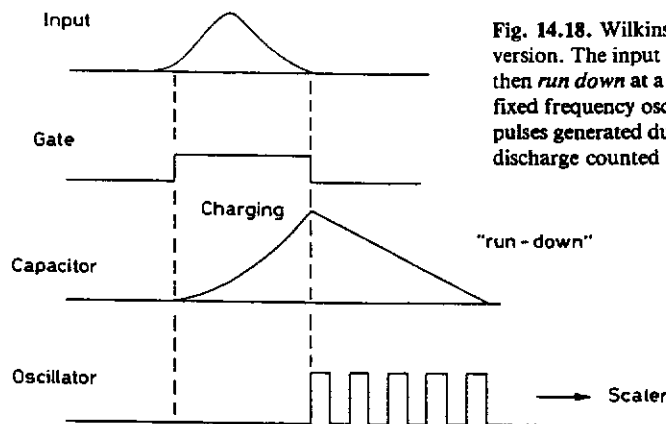 Input
Fig. 14.18. Wilkins
version. The input
then run down at a
fixed frequency osc
pulses generated du
discharge counted
Gate
Charging
"run-down"
Capacitor
Oscillator
Scaler